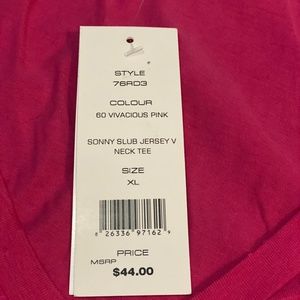 STYLE
76RD3
COLOUR
60 VIVACIOUS PINK
SONNY SLUB JERSEY V
NECK TEE
SIZE
XL
8 26336 97162 9
PRICE
MSRP
$44.00